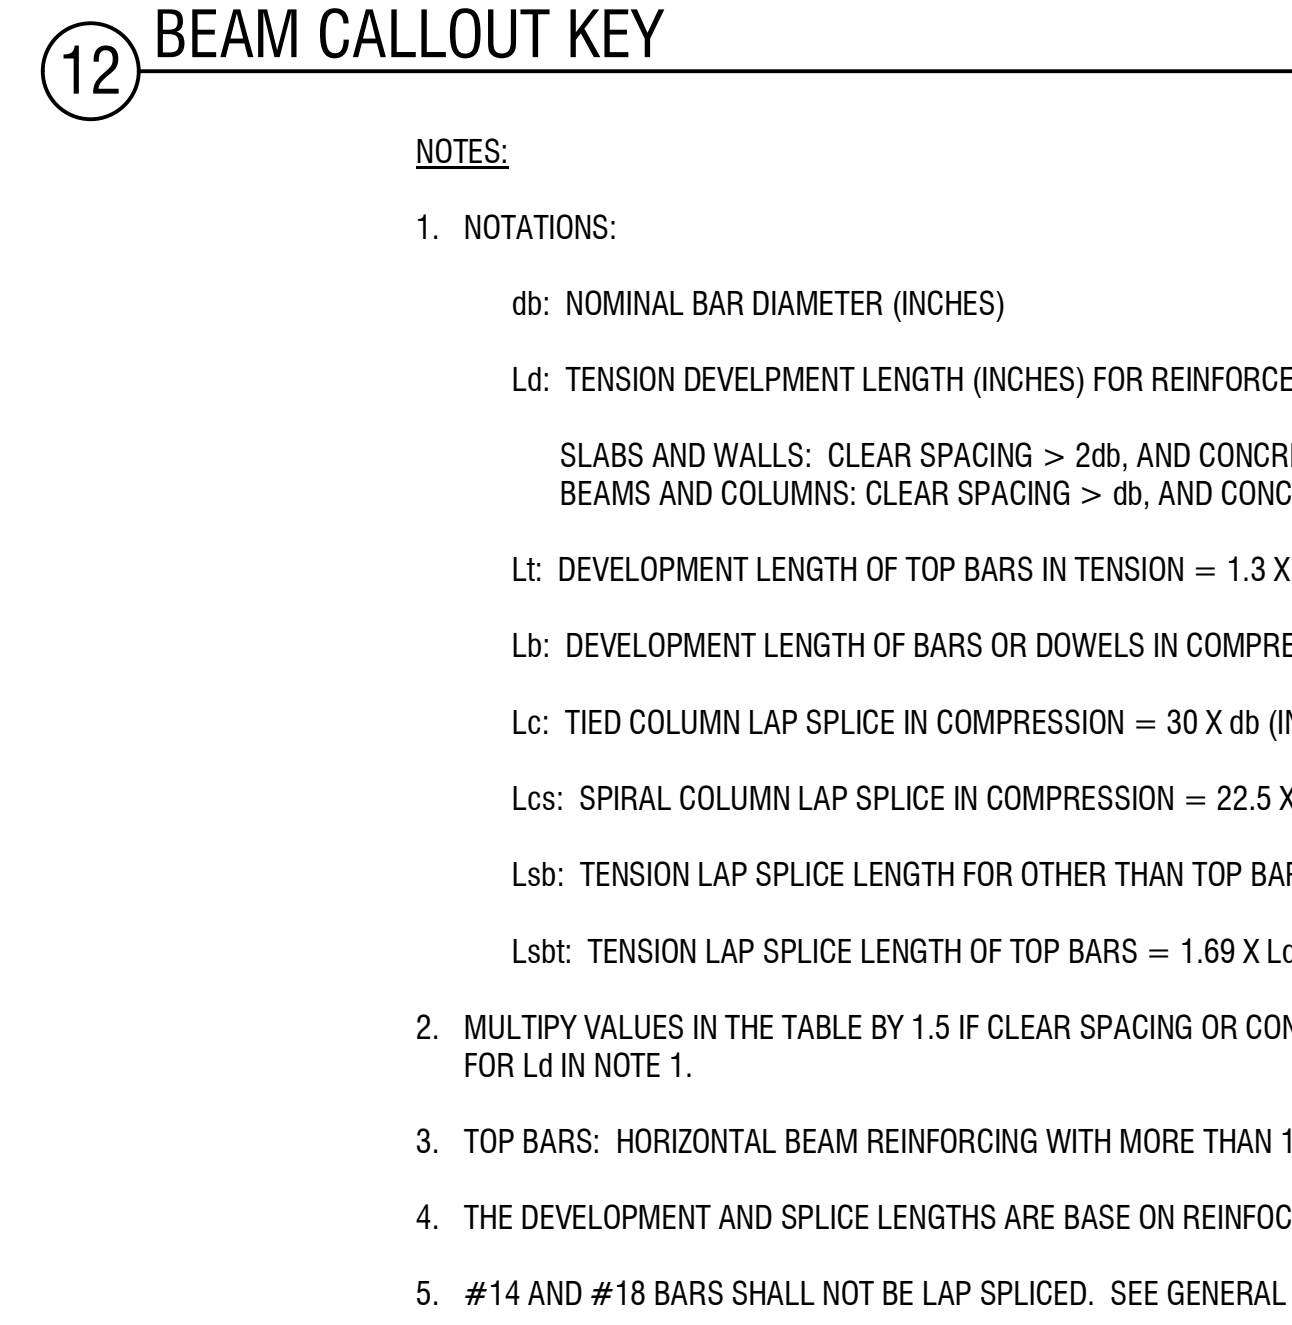 12
BEAM CALLOUT KEY
NOTES:
1. NOTATIONS:
db: NOMINAL BAR DIAMETER (INCHES)
Ld: TENSION DEVELPMENT LENGTH (INCHES) FOR REINFORCE
SLABS AND WALLS: CLEAR SPACING > 2db, AND CONCR
BEAMS AND COLUMNS: CLEAR SPACING > db, AND CONC
Lt: DEVELOPMENT LENGTH OF TOP BARS IN TENSION = 1.3 X
Lb: DEVELOPMENT LENGTH OF BARS OR DOWELS IN COMPRE
Lc: TIED COLUMN LAP SPLICE IN COMPRESSION = 30 X db (IN
Lcs: SPIRAL COLUMN LAP SPLICE IN COMPRESSION = 22.5 X
Lsb: TENSION LAP SPLICE LENGTH FOR OTHER THAN TOP BAR
Lsbt: TENSION LAP SPLICE LENGTH OF TOP BARS = 1.69 X Ld
2. MULTIPY VALUES IN THE TABLE BY 1.5 IF CLEAR SPACING OR CON
FOR Ld IN NOTE 1.
3. TOP BARS: HORIZONTAL BEAM REINFORCING WITH MORE THAN 1
4. THE DEVELOPMENT AND SPLICE LENGTHS ARE BASE ON REINFOC
5. #14 AND #18 BARS SHALL NOT BE LAP SPLICED. SEE GENERAL